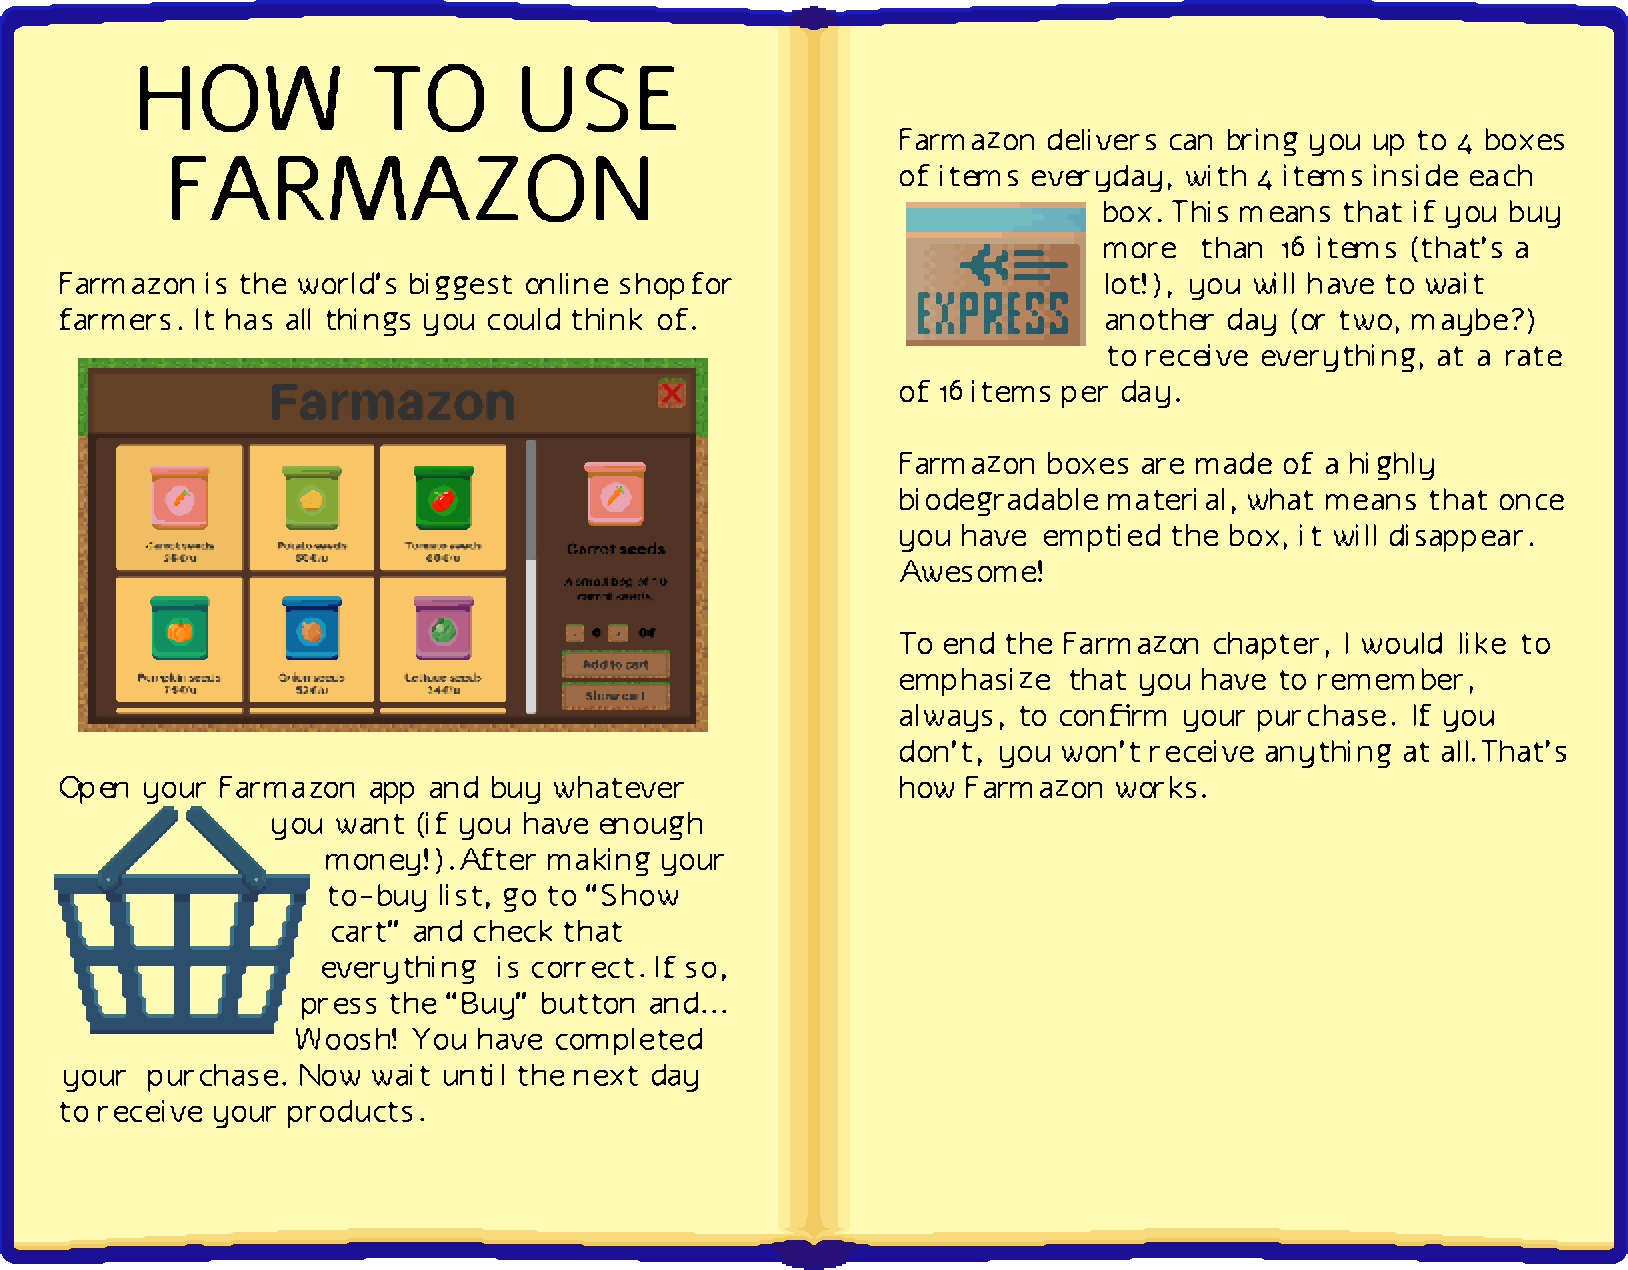 HOW TO USE
FARMAZON
Farmazon is the world's biggest online shop for
farmers. It has all things you could think of.
Farmazon
X
Carrot seeds
Potato seeds
Tomato seeds
Pumpkin seeds
Onion seeds
Lettuce seeds
Carrot seeds
A small bag of 10
carrot seeds.
Add to cart
Show cart
Open your Farmazon app and buy whatever
you want (if you have enough
money!). After making your
to-buy list, go to “Show
cart” and check that
everything is correct. If so,
press the “Buy” button and...
Woosh! You have completed
your purchase. Now wait until the next day
to receive your products.
Farmazon delivers can bring you up to 4 boxes
of items everyday, with 4 items inside each
box. This means that if you buy
more than 16 items (that's a
lot!), you will have to wait
another day (or two, maybe?)
to receive everything, at a rate
of 16 items per day.
EXPRESS
Farmazon boxes are made of a highly
biodegradable material, what means that once
you have emptied the box, it will disappear.
Awesome!
To end the Farmazon chapter, I would like to
emphasize that you have to remember,
always, to confirm your purchase. If you
don't, you won't receive anything at all. That's
how Farmazon works.